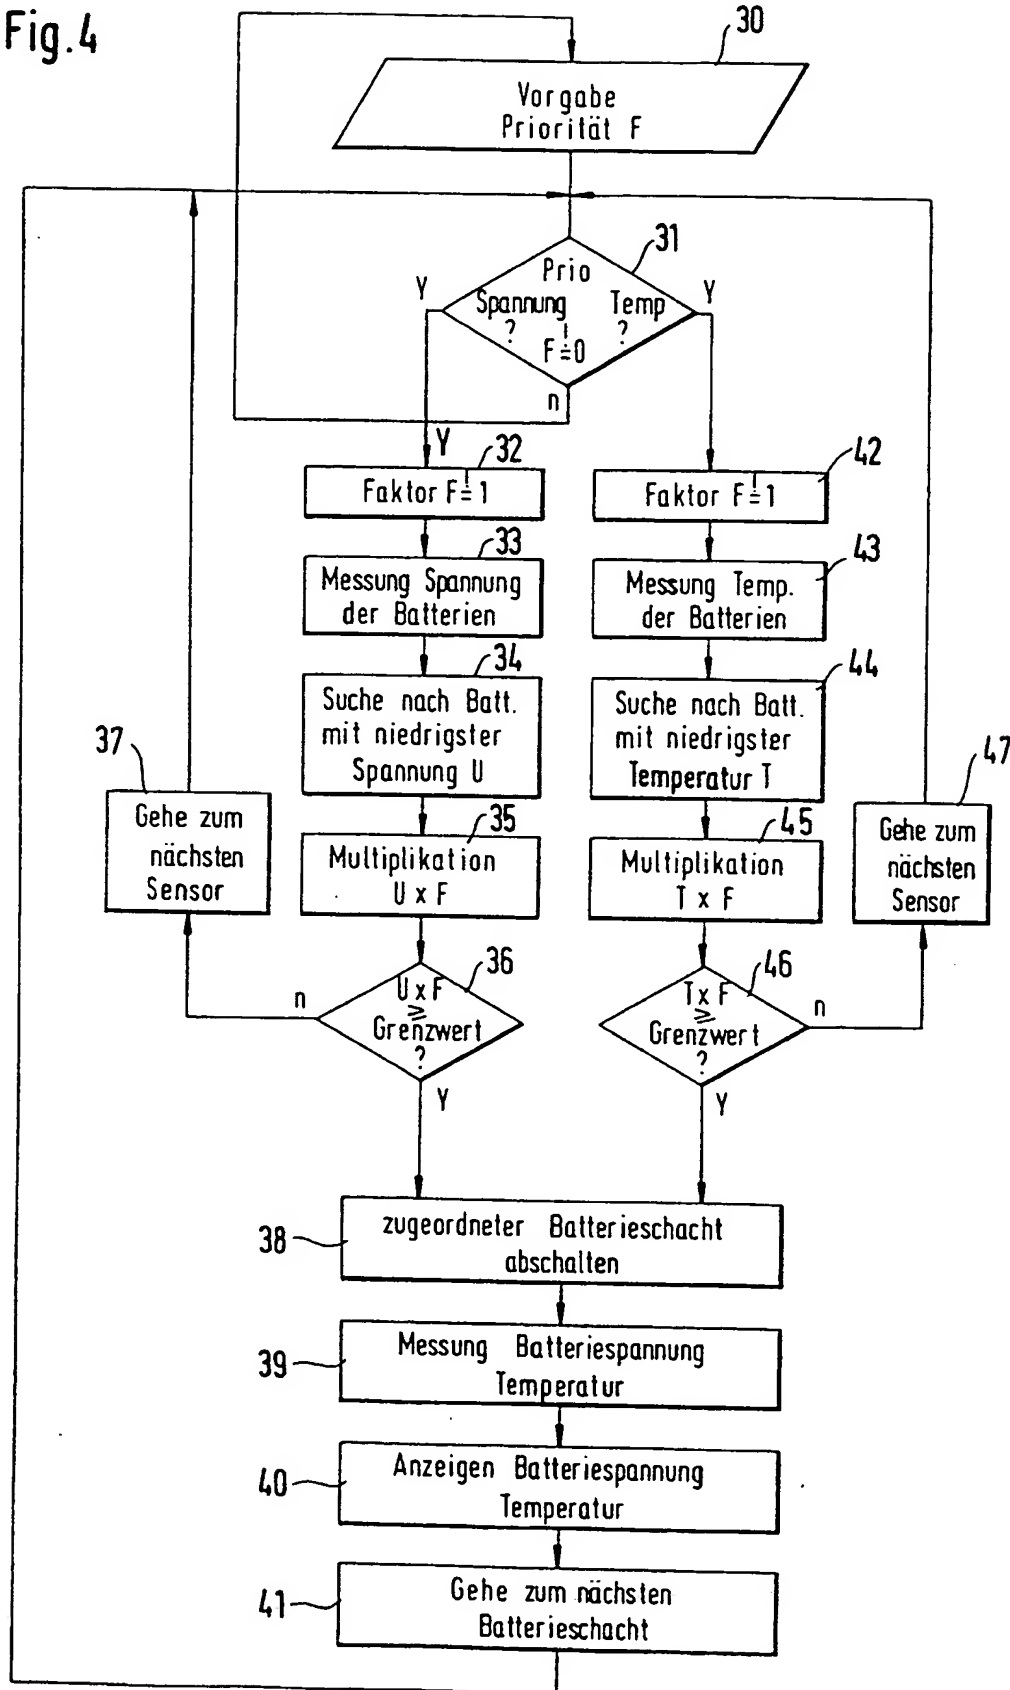 Fig.4
30
Vorgabe
Priorität F
31
Prio
Y
Spannung
Temp
Y
?
?
F≟0
n
Y
32
Faktor F≟1
42
Faktor F≟1
33
Messung Spannung
der Batterien
43
Messung Temp.
der Batterien
34
Suche nach Batt.
mit niedrigster
Spannung U
44
Suche nach Batt.
mit niedrigster
Temperatur T
37
Gehe zum
nächsten
Sensor
35
Multiplikation
U x F
45
Multiplikation
T x F
47
Gehe zum
nächsten
Sensor
36
n
U x F
≥
Grenzwert
?
Y
46
T x F
≥
Grenzwert
?
n
Y
38
zugeordneter Batterieschacht
abschalten
39
Messung Batteriespannung
Temperatur
40
Anzeigen Batteriespannung
Temperatur
41
Gehe zum nächsten
Batterieschacht